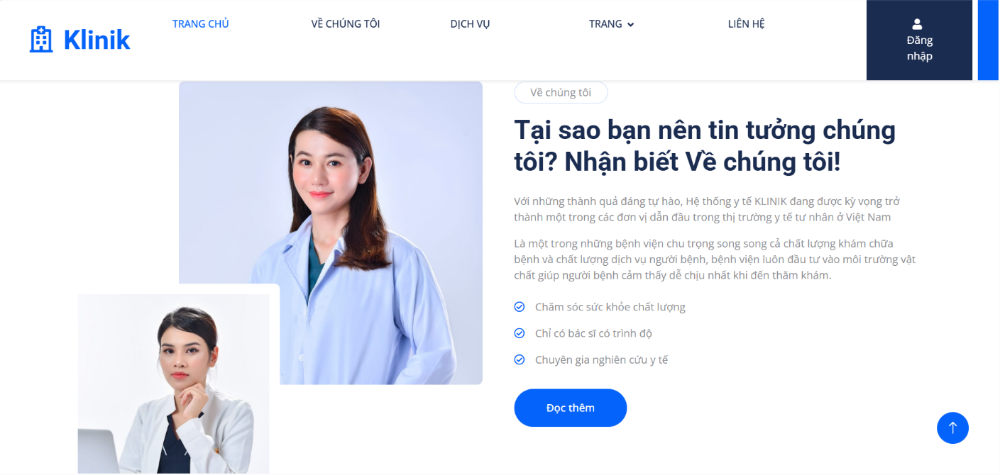 Klinik
TRANG CHỦ
VỀ CHÚNG TÔI
DỊCH VỤ
TRANG
LIÊN HỆ
Đăng
nhập
Về chúng tôi
Tại sao bạn nên tin tưởng chúng
tôi? Nhận biết Về chúng tôi!
Với những thành quả đáng tự hào, Hệ thống y tế KLINIK đang được kỳ vọng trở
thành một trong các đơn vị dẫn đầu trong thị trường y tế tư nhân ở Việt Nam
Là một trong những bệnh viện chu trọng song song cả chất lượng khám chữa
bệnh và chất lượng dịch vụ người bệnh, bệnh viện luôn đầu tư vào môi trường vật
chất giúp người bệnh cảm thấy dễ chịu nhất khi đến thăm khám.
Chăm sóc sức khỏe chất lượng
Chỉ có bác sĩ có trình độ
Chuyên gia nghiên cứu y tế
Đọc thêm